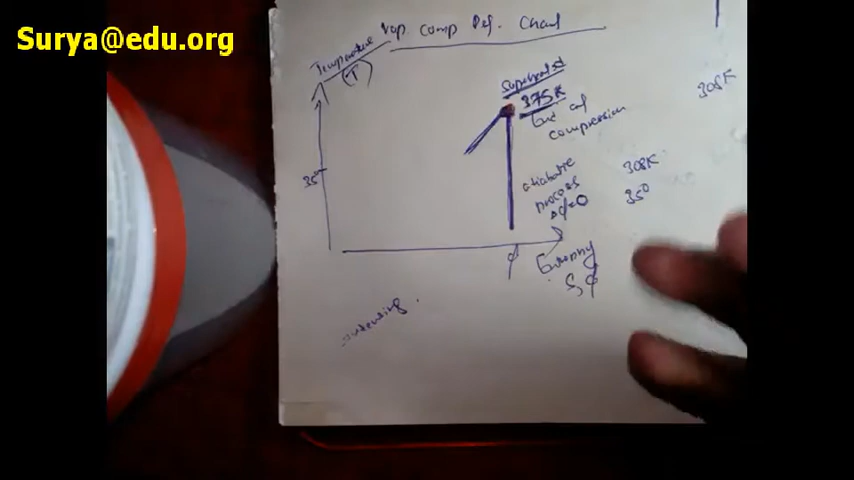 Surya@edu.org
Vap. Comp Ref. Chart
Temperature
(T)
Superheated
375K
End of
compression
308K
35°
adiabatic
process
Δφ=0
308K
35°
φ
Entropy
S, φ